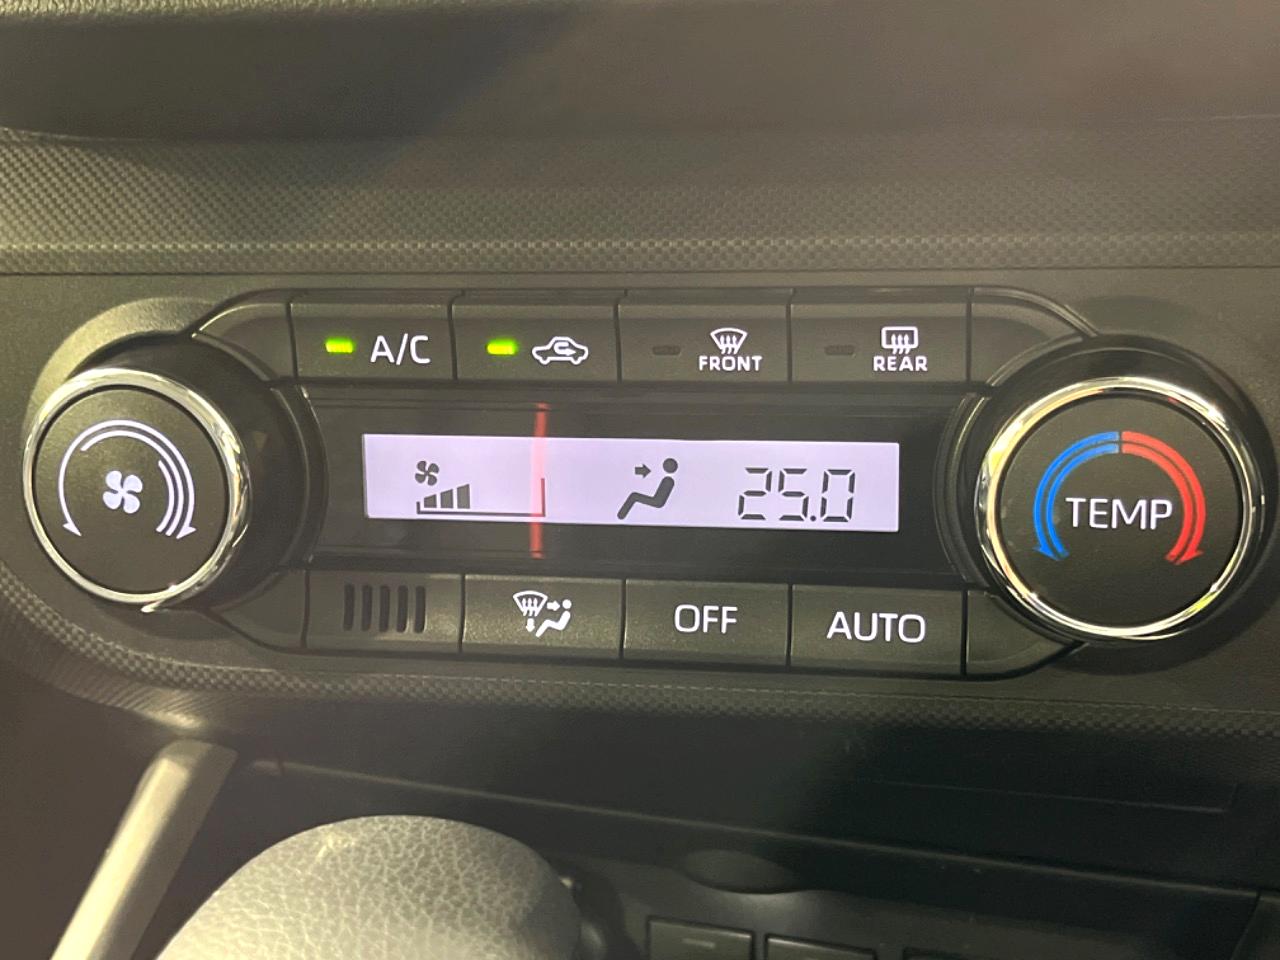 A/C
FRONT
REAR
25.0
TEMP
OFF
AUTO